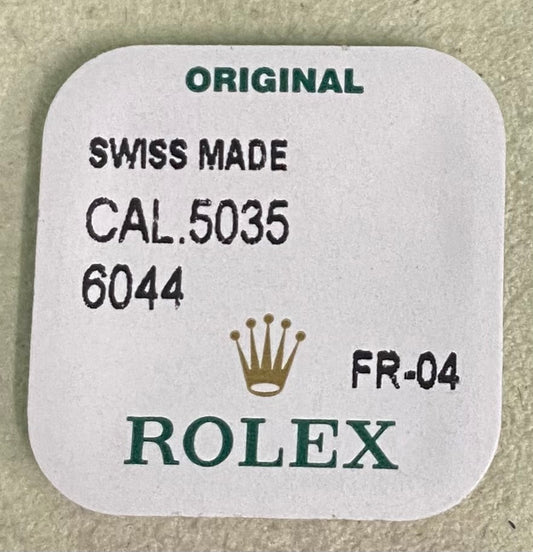 ORIGINAL
SWISS MADE
CAL.5035
6044
FR-04
ROLEX